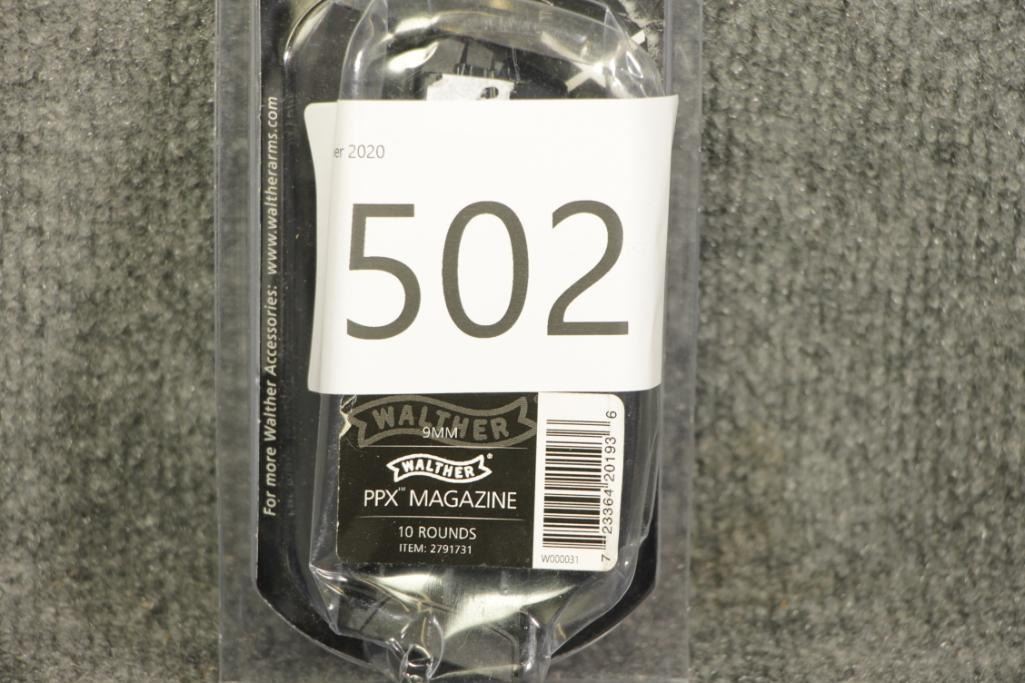 2020
502
For more Walther Accessories: www.waltherarms.com
WALTHER
9MM
WALTHER®
PPX™ MAGAZINE
10 ROUNDS
ITEM: 2791731
W000031
7 23364 20193 6